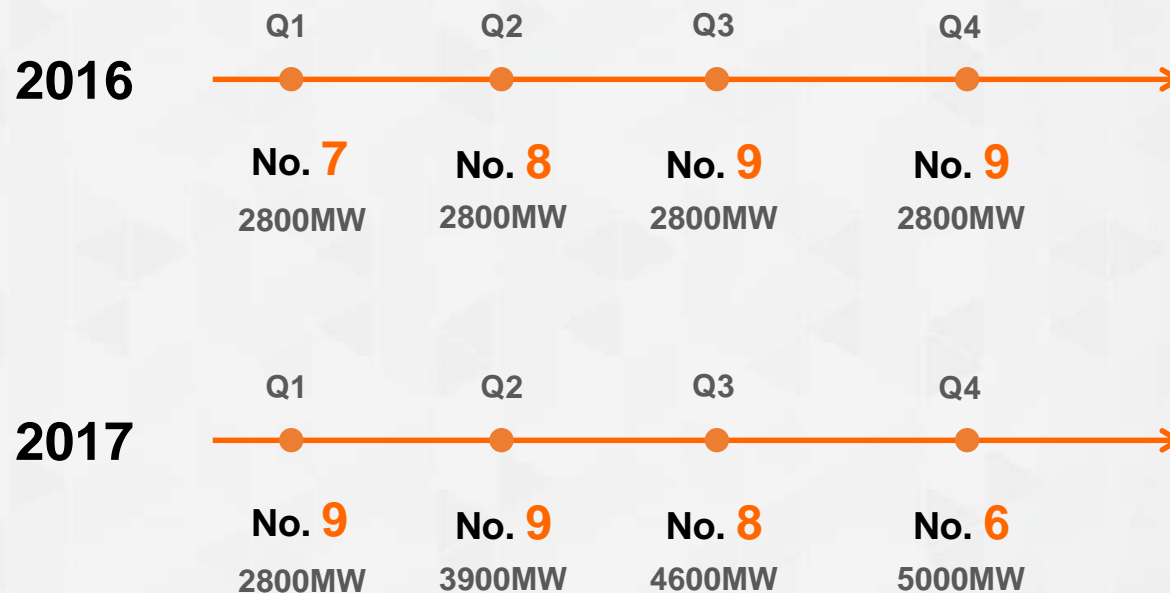 Q1 Q2 Q3 Q4
2016
No. 7 No. 8 No. 9 No. 9
2800MW 2800MW 2800MW 2800MW
Q1 Q2 Q3 Q4
2017
No. 9 No. 9 No. 8 No. 6
2800MW 3900MW 4600MW 5000MW